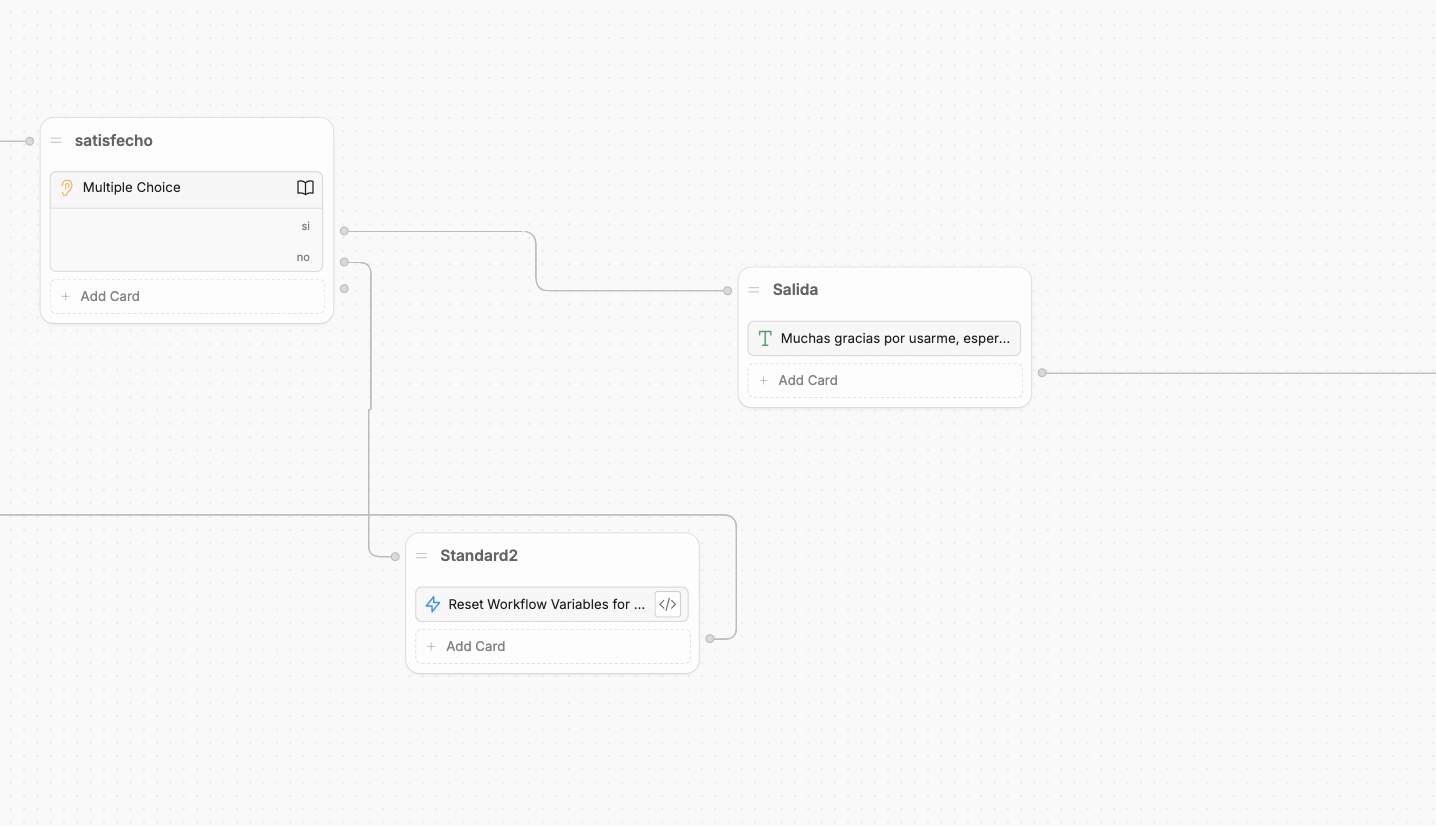 satisfecho
Multiple Choice
si
no
+ Add Card
Salida
Muchas gracias por usarme, esper...
+ Add Card
Standard2
Reset Workflow Variables for ...
</>
+ Add Card